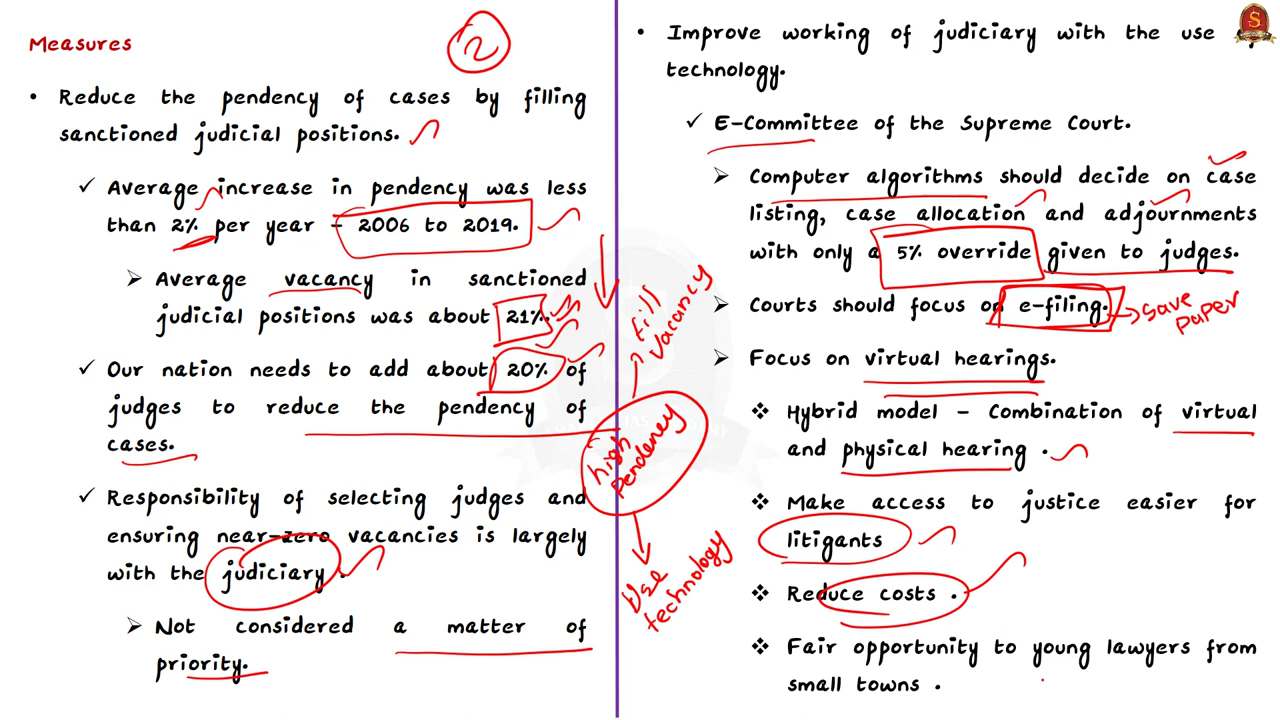 Measures
2
• Reduce the pendency of cases by filling
sanctioned judicial positions.
✓ Average increase in pendency was less
than 2% per year – 2006 to 2019.
➢ Average vacancy in sanctioned
judicial positions was about 21%.
✓ Our nation needs to add about 20% of
judges to reduce the pendency of
cases.
✓ Responsibility of selecting judges and
ensuring near-zero vacancies is largely
with the judiciary.
➢ Not considered a matter of
priority.
fill
vacancy
high
pendency
Use
technology
• Improve working of judiciary with the use
technology.
✓ E-Committee of the Supreme Court.
➢ Computer algorithms should decide on case
listing, case allocation and adjournments
with only a 5% override given to judges.
➢ Courts should focus on e-filing.
save
paper
➢ Focus on virtual hearings.
❖ Hybrid model – Combination of virtual
and physical hearing .
❖ Make access to justice easier for
litigants
❖ Reduce costs .
❖ Fair opportunity to young lawyers from
small towns .
S